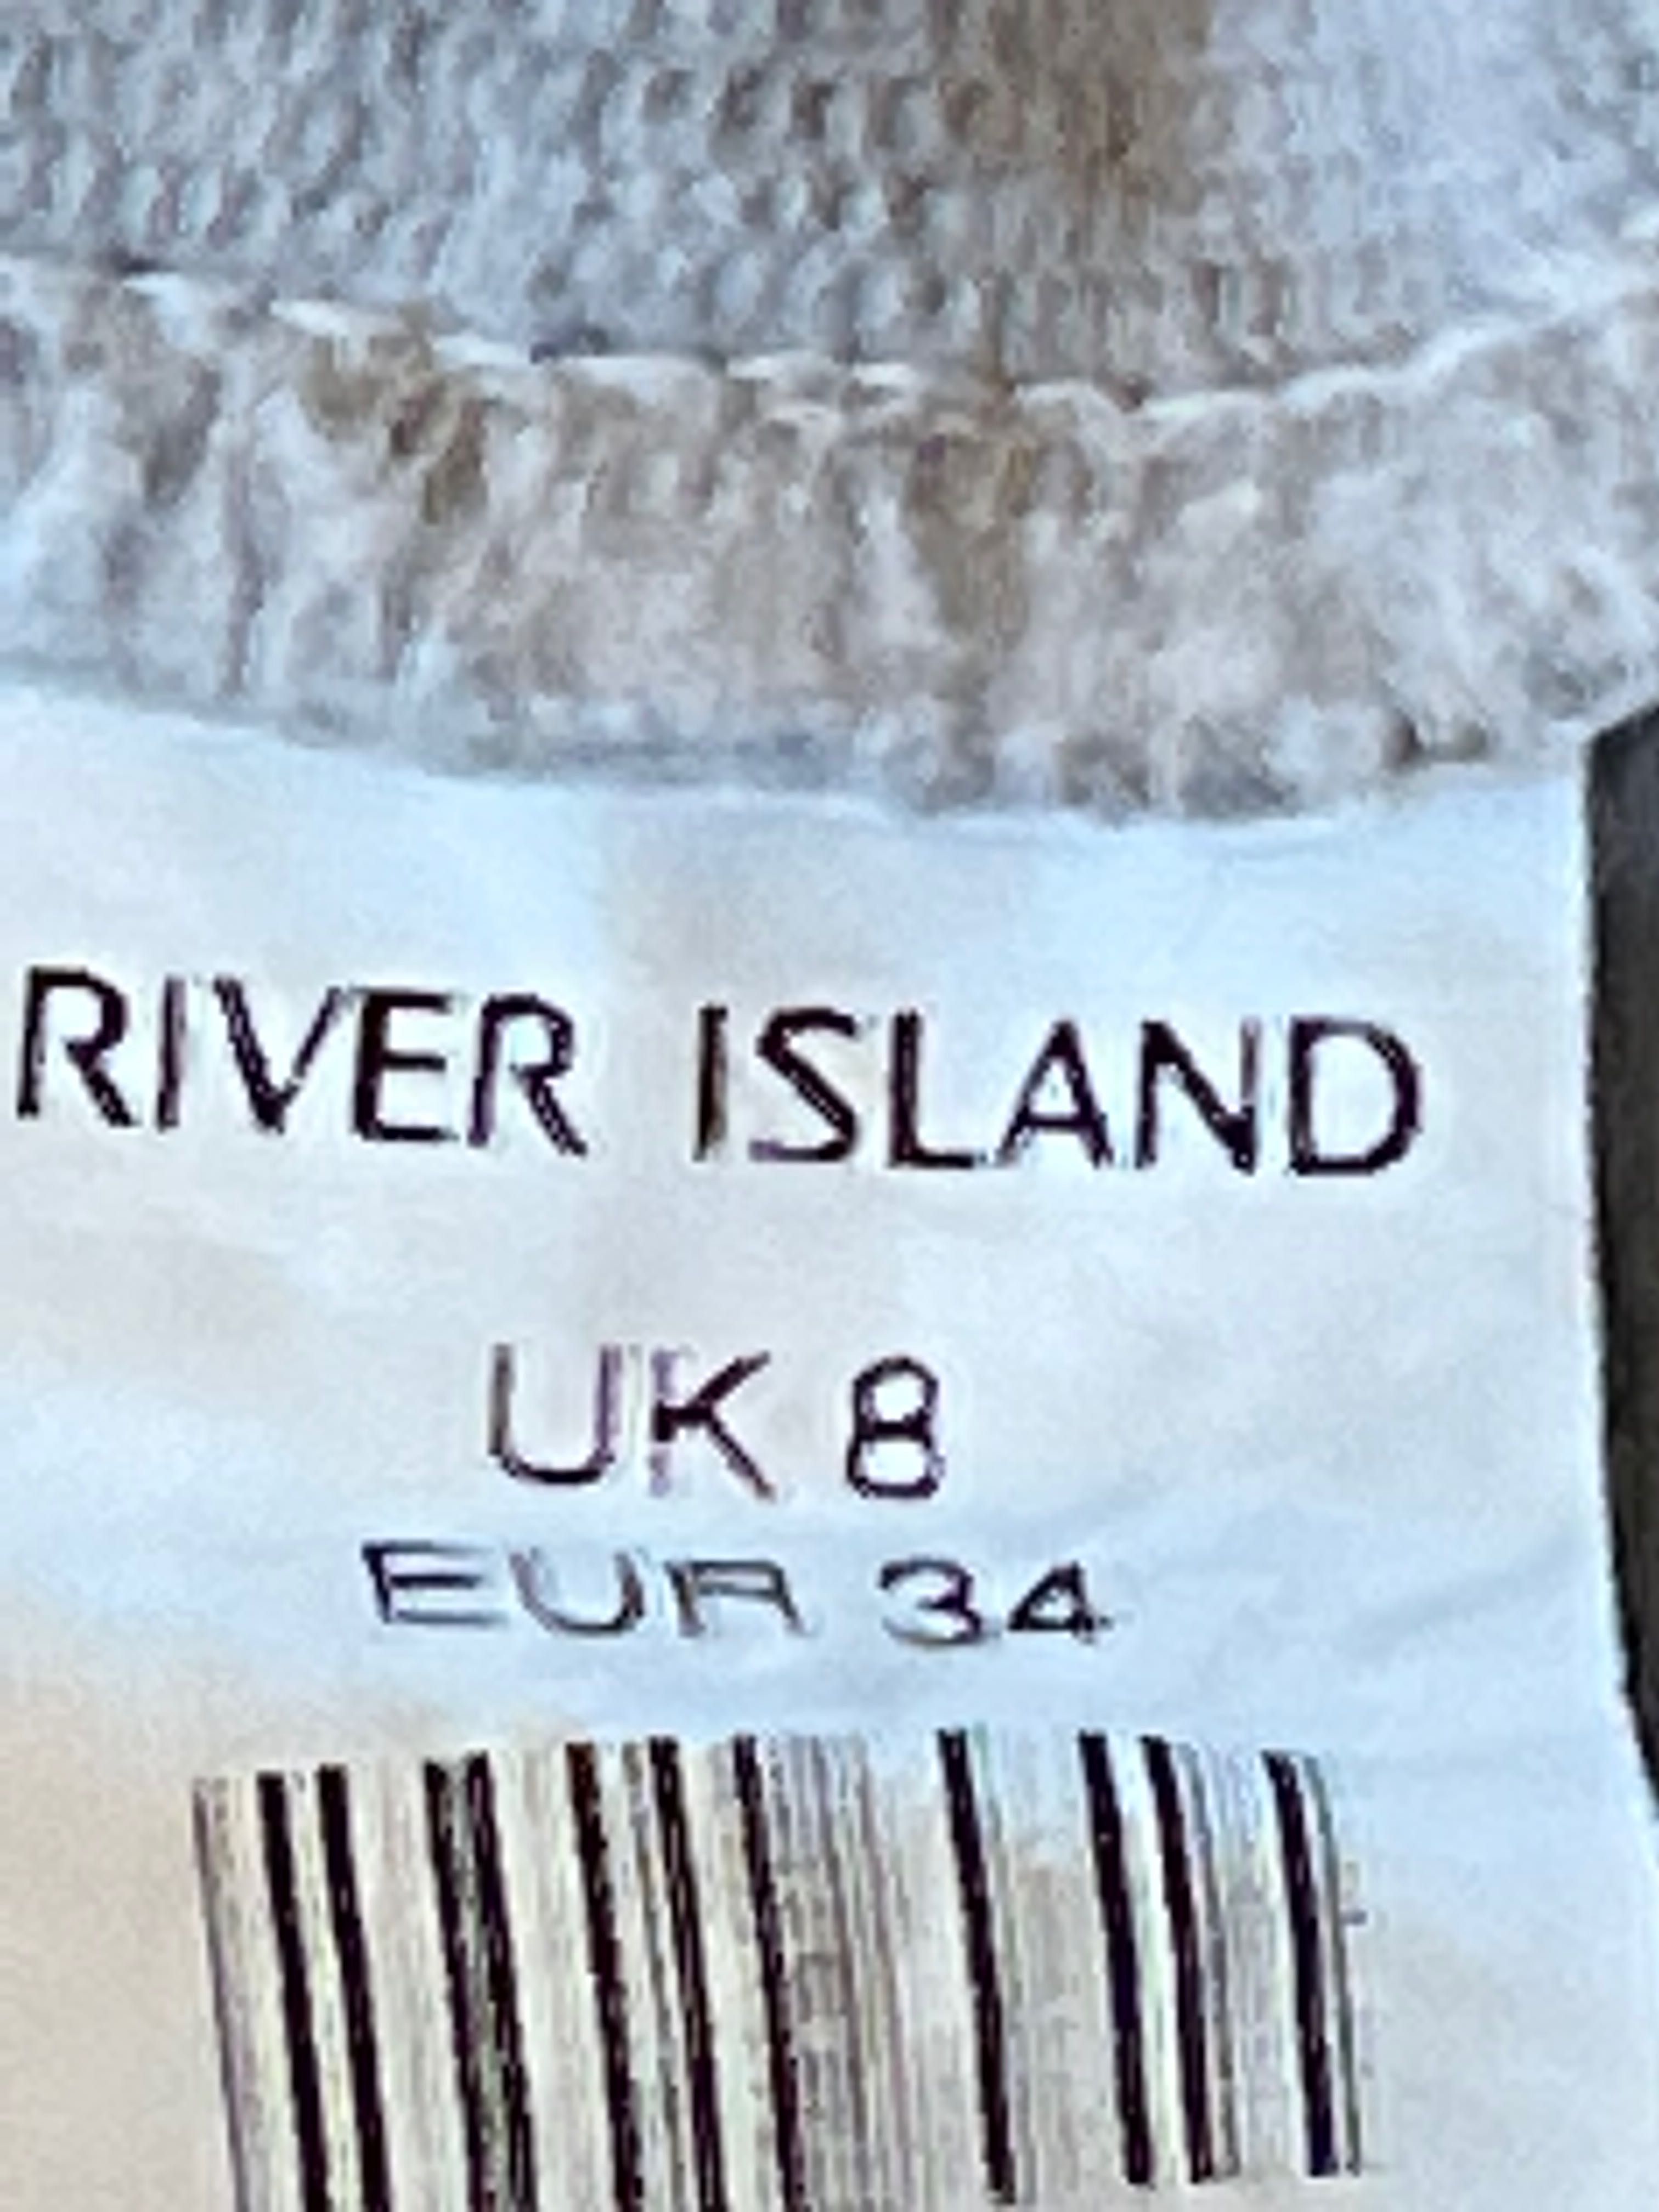 RIVER ISLAND
UK 8
EUR 34